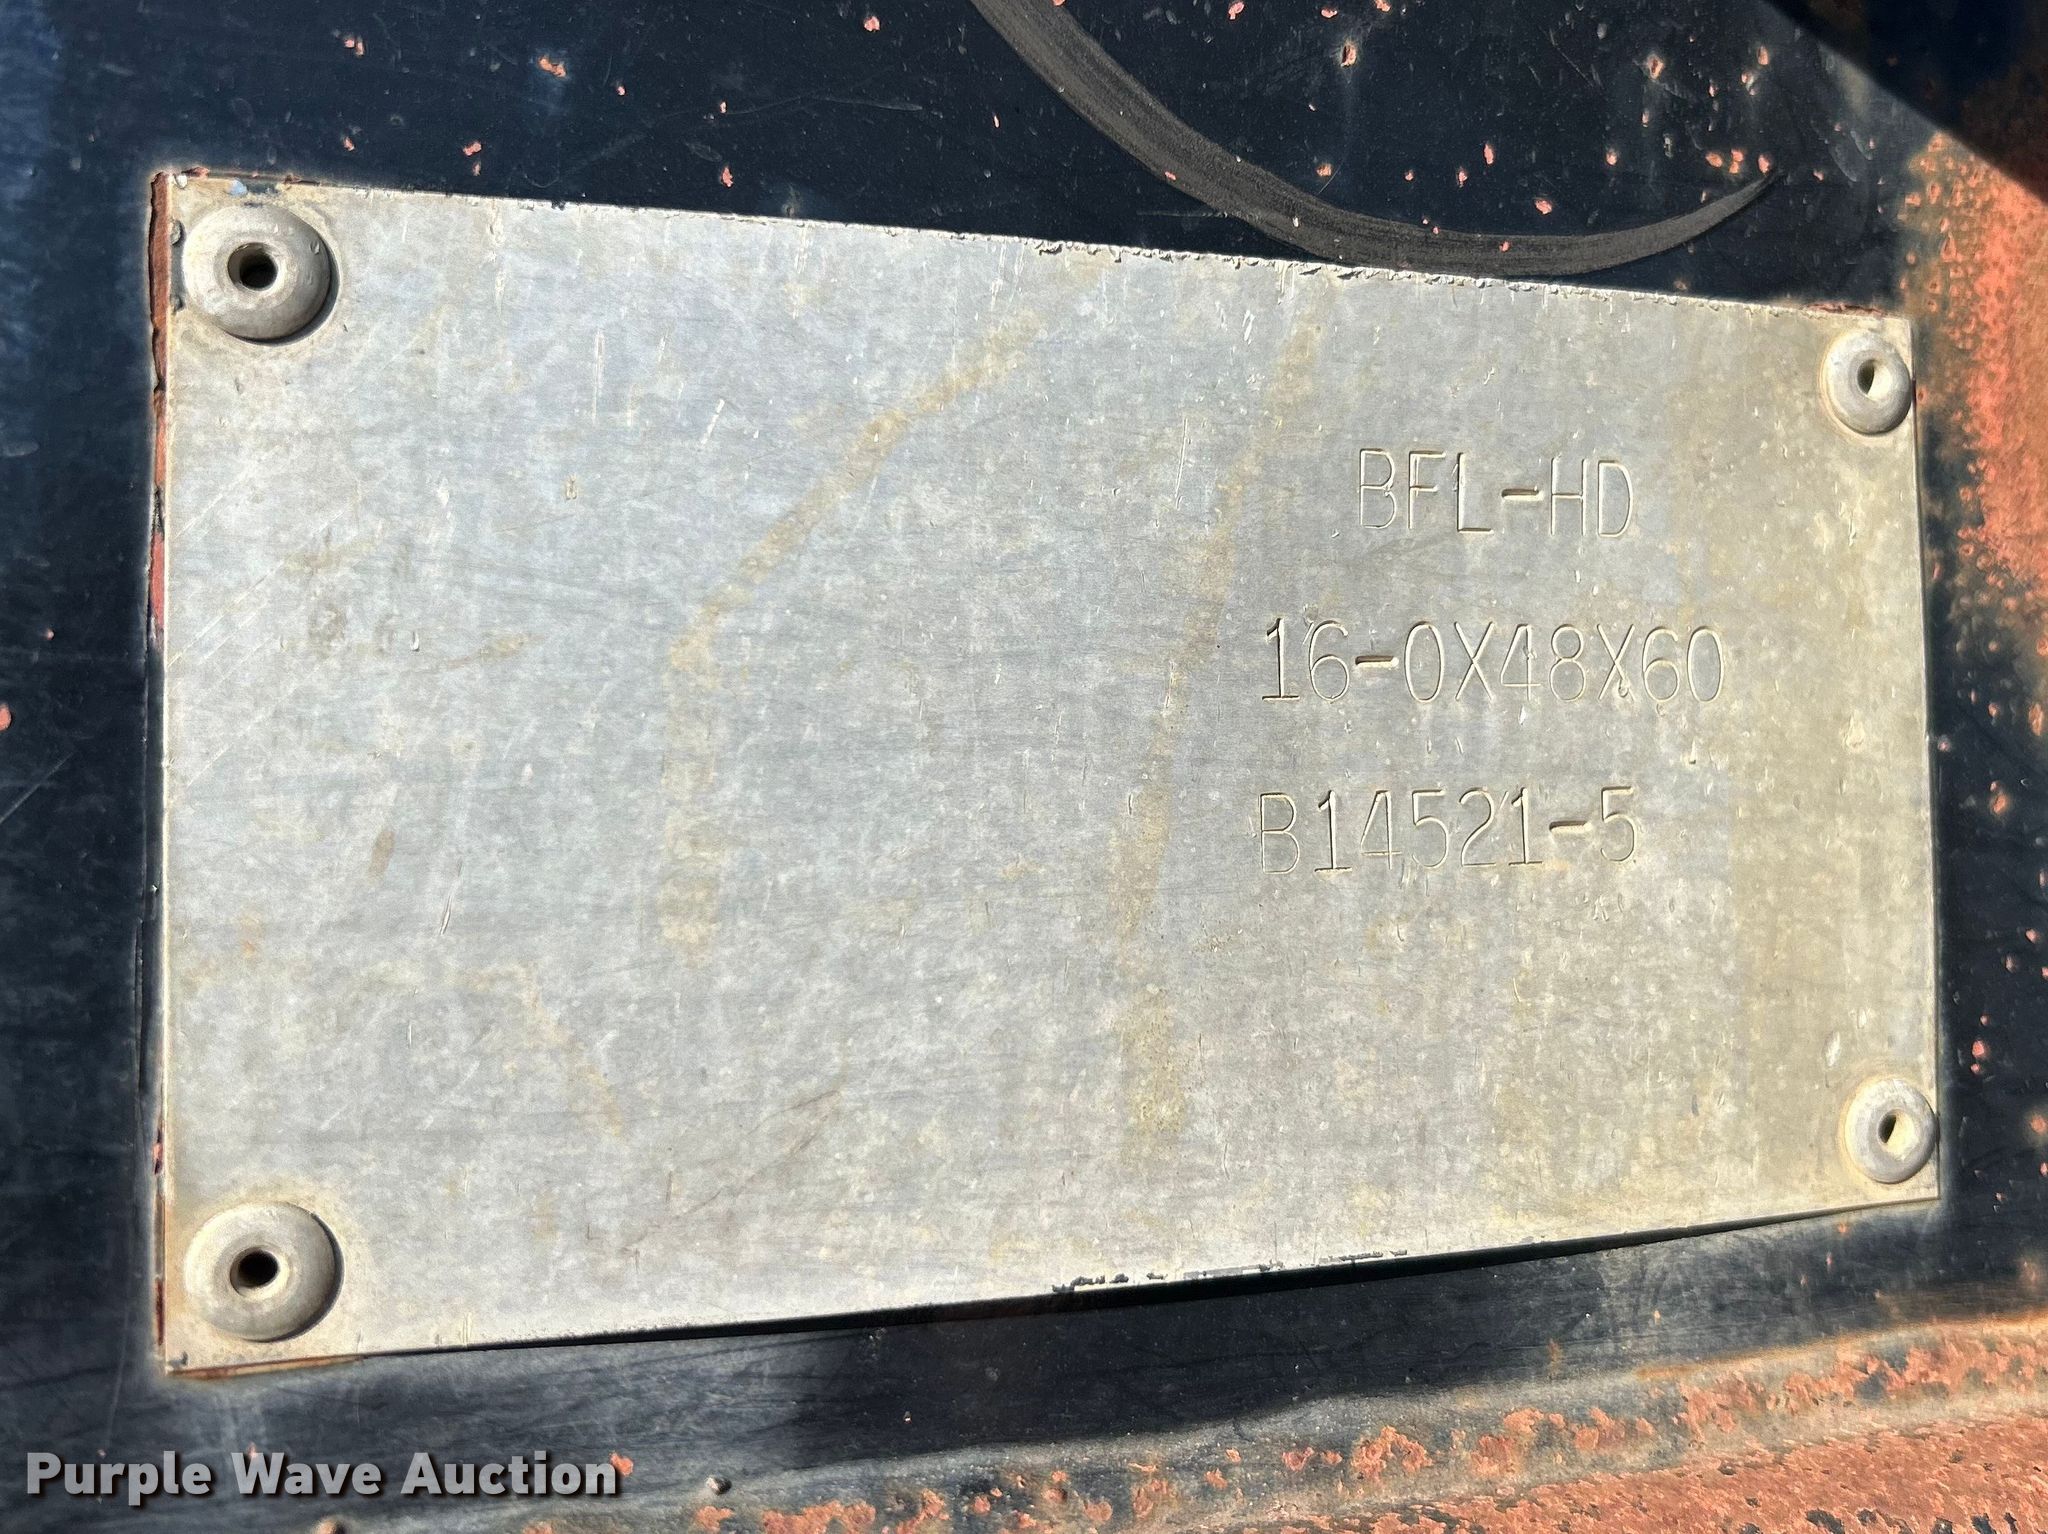 BFL-HD
16-0X48X60
B14521-5
Purple Wave Auction